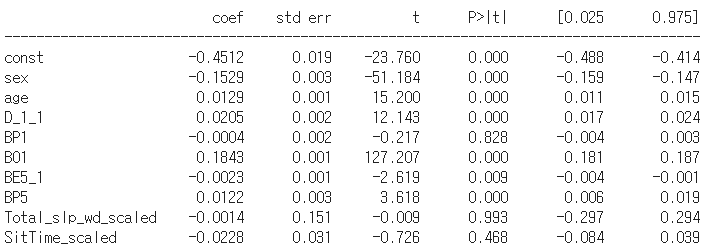 coef std err t P>|t| [0.025 0.975]
const -0.4512 0.019 -23.760 0.000 -0.488 -0.414
sex -0.1529 0.003 -51.184 0.000 -0.159 -0.147
age 0.0129 0.001 15.200 0.000 0.011 0.015
D_1_1 0.0205 0.002 12.143 0.000 0.017 0.024
BP1 -0.0004 0.002 -0.217 0.828 -0.004 0.003
BO1 0.1843 0.001 127.207 0.000 0.181 0.187
BE5_1 -0.0023 0.001 -2.619 0.009 -0.004 -0.001
BP5 0.0122 0.003 3.618 0.000 0.006 0.019
Total_slp_wd_scaled -0.0014 0.151 -0.009 0.993 -0.297 0.294
SitTime_scaled -0.0228 0.031 -0.726 0.468 -0.084 0.039